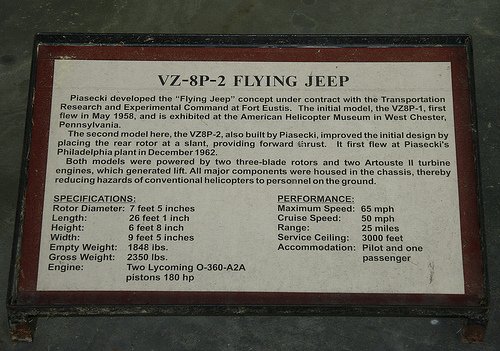 VZ-8P-2 FLYING JEEP
Piasecki developed the "Flying Jeep" concept under contract with the Transportation
Research and Experimental Command at Fort Eustis. The initial model, the VZ8P-1, first
flew in May 1958, and is exhibited at the American Helicopter Museum in West Chester,
Pennsylvania.
The second model here, the VZ8P-2, also built by Piasecki, improved the initial design by
placing the rear rotor at a slant, providing forward thrust. It first flew at Piasecki's
Philadelphia plant in December 1962.
Both models were powered by two three-blade rotors and two Artouste II turbine
engines, which generated lift. All major components were housed in the chassis, thereby
reducing hazards of conventional helicopters to personnel on the ground.
SPECIFICATIONS:
Rotor Diameter: 7 feet 5 inches
Length: 26 feet 1 inch
Height: 6 feet 8 inch
Width: 9 feet 5 inches
Empty Weight: 1848 lbs.
Gross Weight: 2350 lbs.
Engine: Two Lycoming O-360-A2A
pistons 180 hp
PERFORMANCE:
Maximum Speed: 65 mph
Cruise Speed: 50 mph
Range: 25 miles
Service Ceiling: 3000 feet
Accommodation: Pilot and one
passenger